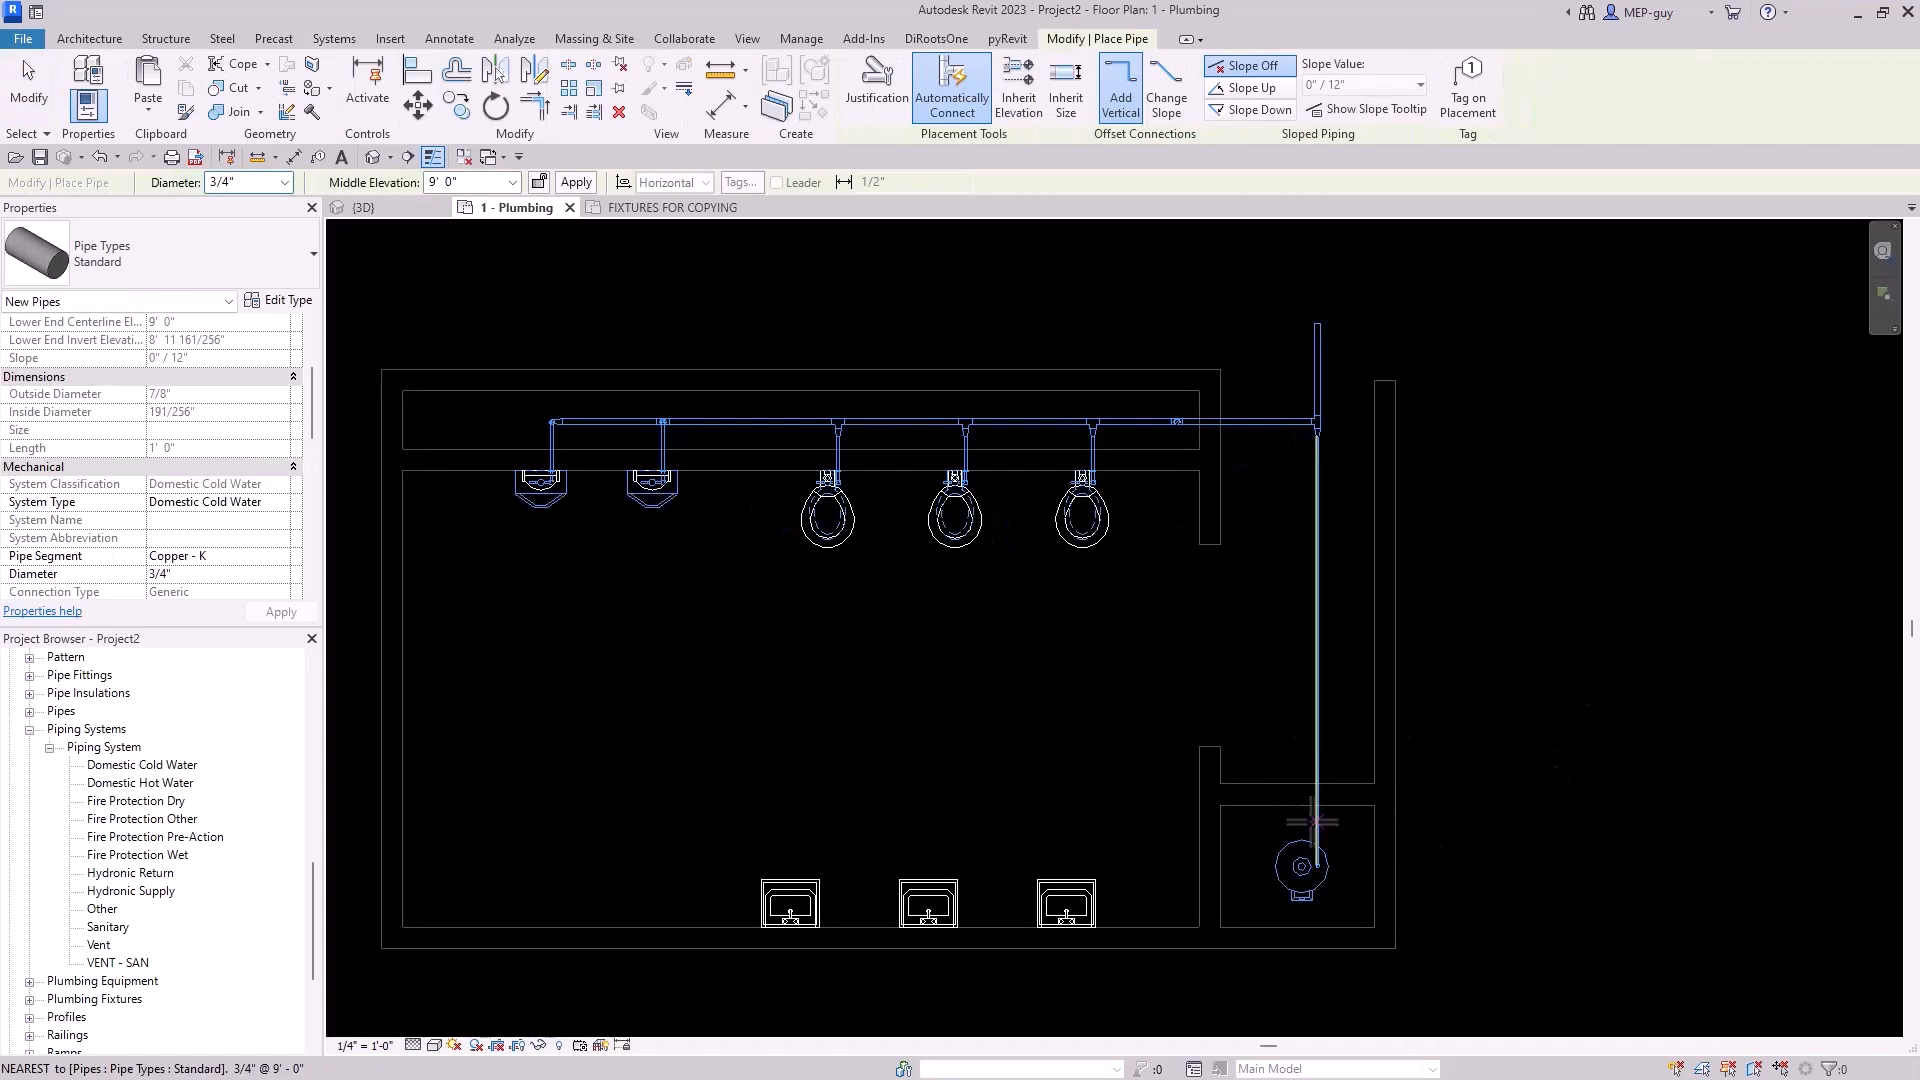 Autodesk Revit 2023 - Project2 - Floor Plan: 1 - Plumbing
MEP-guy
File Architecture Structure Steel Precast Systems Insert Annotate Analyze Massing & Site Collaborate View Manage Add-Ins DiRootsOne pyRevit Modify | Place Pipe
Modify
Paste
Cope
Cut
Join
Activate
Justification
Automatically Connect
Inherit Elevation
Inherit Size
Add Vertical
Change Slope
Slope Off
Slope Up
Slope Down
Slope Value:
0" / 12"
Show Slope Tooltip
Tag on Placement
Select Properties Clipboard Geometry Controls Modify View Measure Create Placement Tools Offset Connections Sloped Piping Tag
Modify | Place Pipe Diameter: 3/4" Middle Elevation: 9' 0" Apply Horizontal Tags... Leader 1/2"
Properties
{3D} 1 - Plumbing FIXTURES FOR COPYING
Pipe Types
Standard
New Pipes Edit Type
Lower End Centerline El... 9' 0"
Lower End Invert Elevati... 8' 11 161/256"
Slope 0" / 12"
Dimensions
Outside Diameter 7/8"
Inside Diameter 191/256"
Size
Length 1' 0"
Mechanical
System Classification Domestic Cold Water
System Type Domestic Cold Water
System Name
System Abbreviation
Pipe Segment Copper - K
Diameter 3/4"
Connection Type Generic
Properties help Apply
Project Browser - Project2
Pattern
Pipe Fittings
Pipe Insulations
Pipes
Piping Systems
Piping System
Domestic Cold Water
Domestic Hot Water
Fire Protection Dry
Fire Protection Other
Fire Protection Pre-Action
Fire Protection Wet
Hydronic Return
Hydronic Supply
Other
Sanitary
Vent
VENT - SAN
Plumbing Equipment
Plumbing Fixtures
Profiles
Railings
Ramps
1/4" = 1'-0"
NEAREST to [Pipes : Pipe Types : Standard]. 3/4" @ 9' - 0"
:0
Main Model
:0